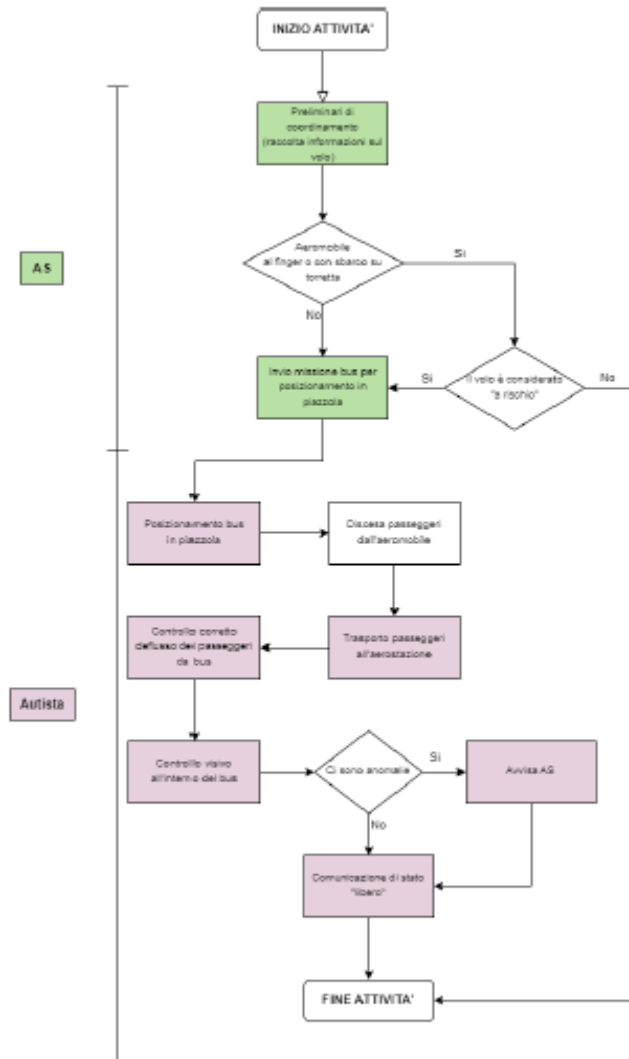 INIZIO ATTIVITA'
Preliminari di
coordinamento
(raccolta informazioni sul
volo)
AS
Aeromobile
al finger o con sbarco su
torretta
Si
No
Invio missione bus per
posizionamento in
piazzola
Si
Il volo è considerato
"a rischio"
No
Posizionamento bus
in piazzola
Discesa passeggeri
dall'aeromobile
Controllo corretto
deflusso dei passeggeri
da bus
Trasporto passeggeri
all'aerostazione
Autista
Controllo visivo
all'interno del bus
Ci sono anomalie
Si
Avvisa AS
No
Comunicazione di stato
"libero"
FINE ATTIVITA'